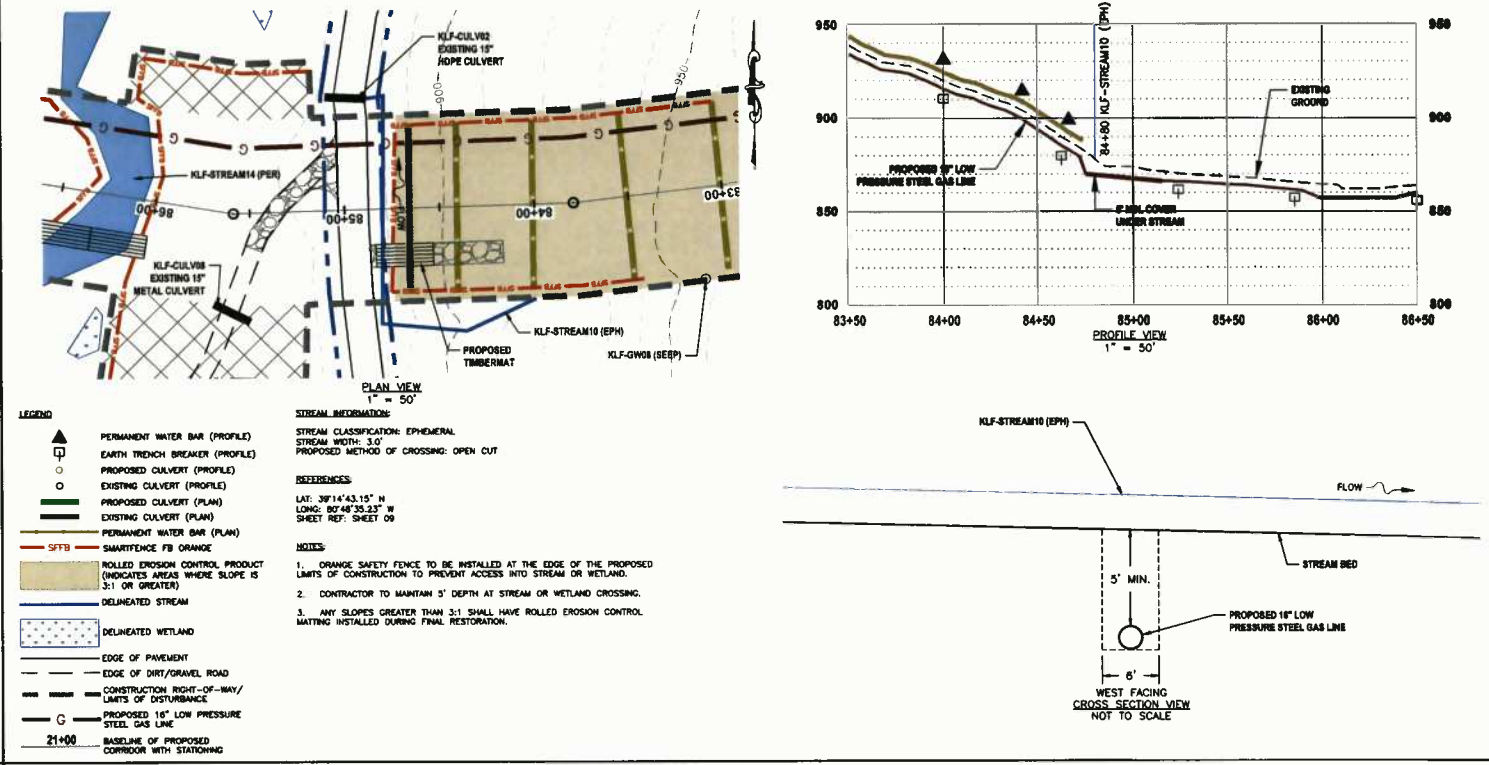 KLF-CULV02
EXISTING 15"
HDPE CULVERT
900
950
SFFB
G
KLF-STREAM14 (PER)
86+00
85+00
84+00
83+00
FLOW
KLF-CULV08
EXISTING 15"
METAL CULVERT
KLF-STREAM10 (EPH)
PROPOSED
TIMBERMAT
KLF-GW08 (SEEP)
PLAN VIEW
1" = 50'
950
900
850
800
84+80 KLF-STREAM10 (EPH)
EXISTING
GROUND
PROPOSED 16" LOW
PRESSURE STEEL GAS LINE
5' MIN. COVER
UNDER STREAM
950
900
850
800
83+50
84+00
84+50
85+00
85+50
86+00
86+50
PROFILE VIEW
1" = 50'
LEGEND
PERMANENT WATER BAR (PROFILE)
EARTH TRENCH BREAKER (PROFILE)
PROPOSED CULVERT (PROFILE)
EXISTING CULVERT (PROFILE)
PROPOSED CULVERT (PLAN)
EXISTING CULVERT (PLAN)
PERMANENT WATER BAR (PLAN)
SFFB SMARTFENCE FB ORANGE
ROLLED EROSION CONTROL PRODUCT
(INDICATES AREAS WHERE SLOPE IS
3:1 OR GREATER)
DELINEATED STREAM
DELINEATED WETLAND
EDGE OF PAVEMENT
EDGE OF DIRT/GRAVEL ROAD
CONSTRUCTION RIGHT-OF-WAY/
LIMITS OF DISTURBANCE
G PROPOSED 16" LOW PRESSURE
STEEL GAS LINE
21+00 BASELINE OF PROPOSED
CORRIDOR WITH STATIONING
STREAM INFORMATION:
STREAM CLASSIFICATION: EPHEMERAL
STREAM WIDTH: 3.0'
PROPOSED METHOD OF CROSSING: OPEN CUT
REFERENCES:
LAT: 39°14'43.15" N
LONG: 80°48'35.23" W
SHEET REF: SHEET 09
NOTES:
1. ORANGE SAFETY FENCE TO BE INSTALLED AT THE EDGE OF THE PROPOSED
LIMITS OF CONSTRUCTION TO PREVENT ACCESS INTO STREAM OR WETLAND.
2. CONTRACTOR TO MAINTAIN 5' DEPTH AT STREAM OR WETLAND CROSSING.
3. ANY SLOPES GREATER THAN 3:1 SHALL HAVE ROLLED EROSION CONTROL
MATTING INSTALLED DURING FINAL RESTORATION.
KLF-STREAM10 (EPH)
FLOW
STREAM BED
5' MIN.
PROPOSED 16" LOW
PRESSURE STEEL GAS LINE
6'
WEST FACING
CROSS SECTION VIEW
NOT TO SCALE